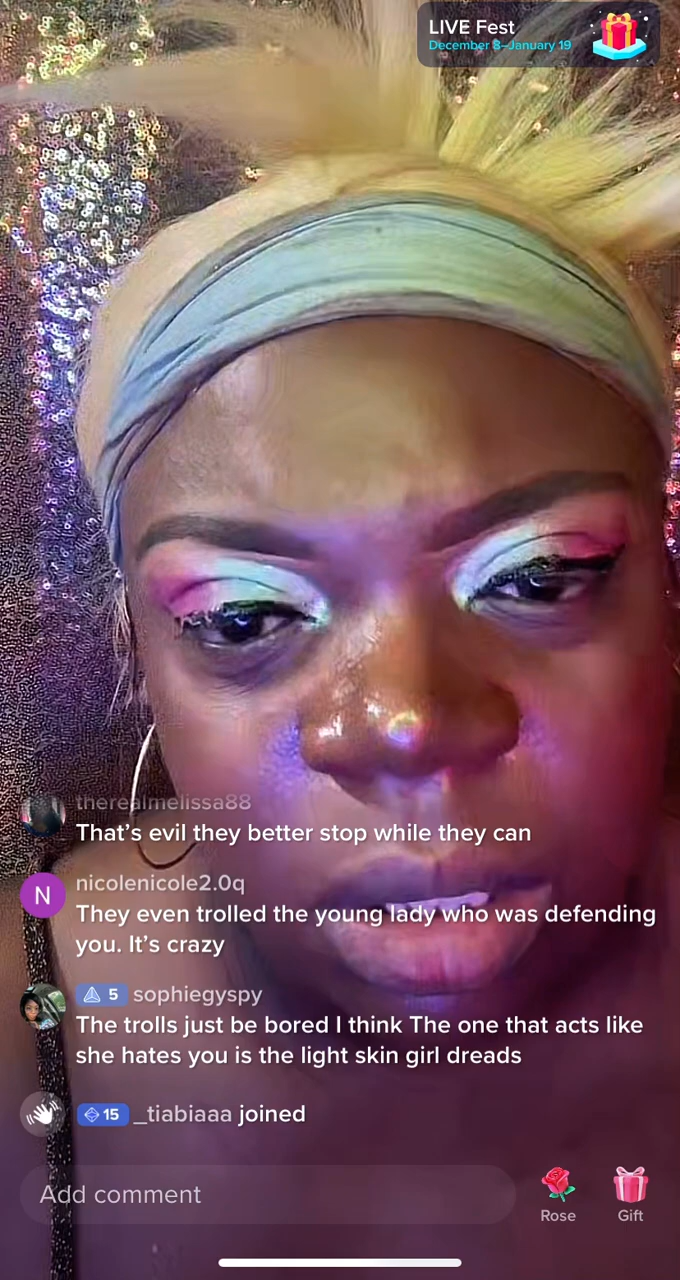 LIVE Fest
December 8–January 19
therealmelissa88
That's evil they better stop while they can
N
nicolenicole2.0q
They even trolled the young lady who was defending
you. It's crazy
5 sophiegyspy
The trolls just be bored I think The one that acts like
she hates you is the light skin girl dreads
15 _tiabiaaa joined
Add comment
Rose
Gift